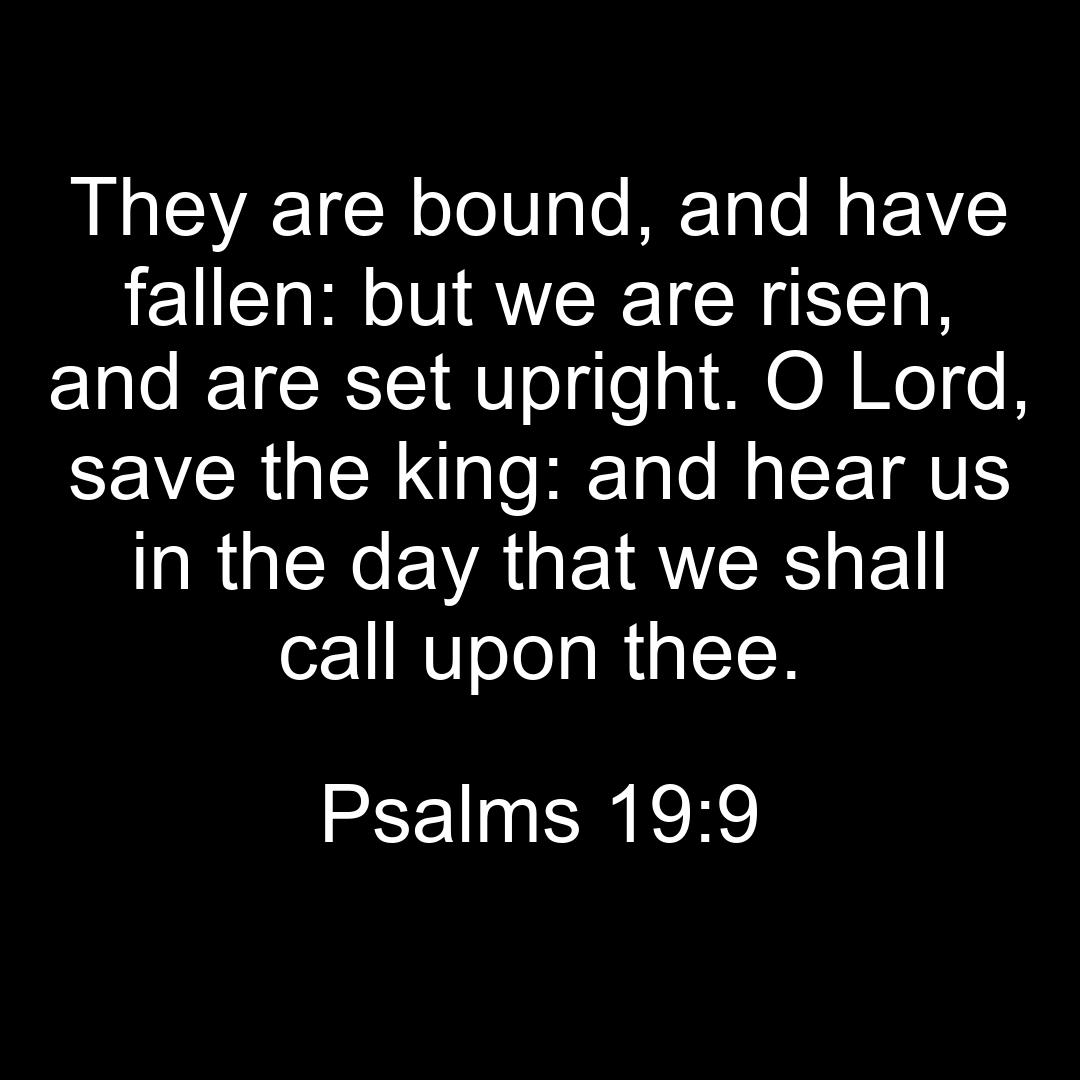 They are bound, and have
fallen: but we are risen,
and are set upright. O Lord,
save the king: and hear us
in the day that we shall
call upon thee.
Psalms 19:9